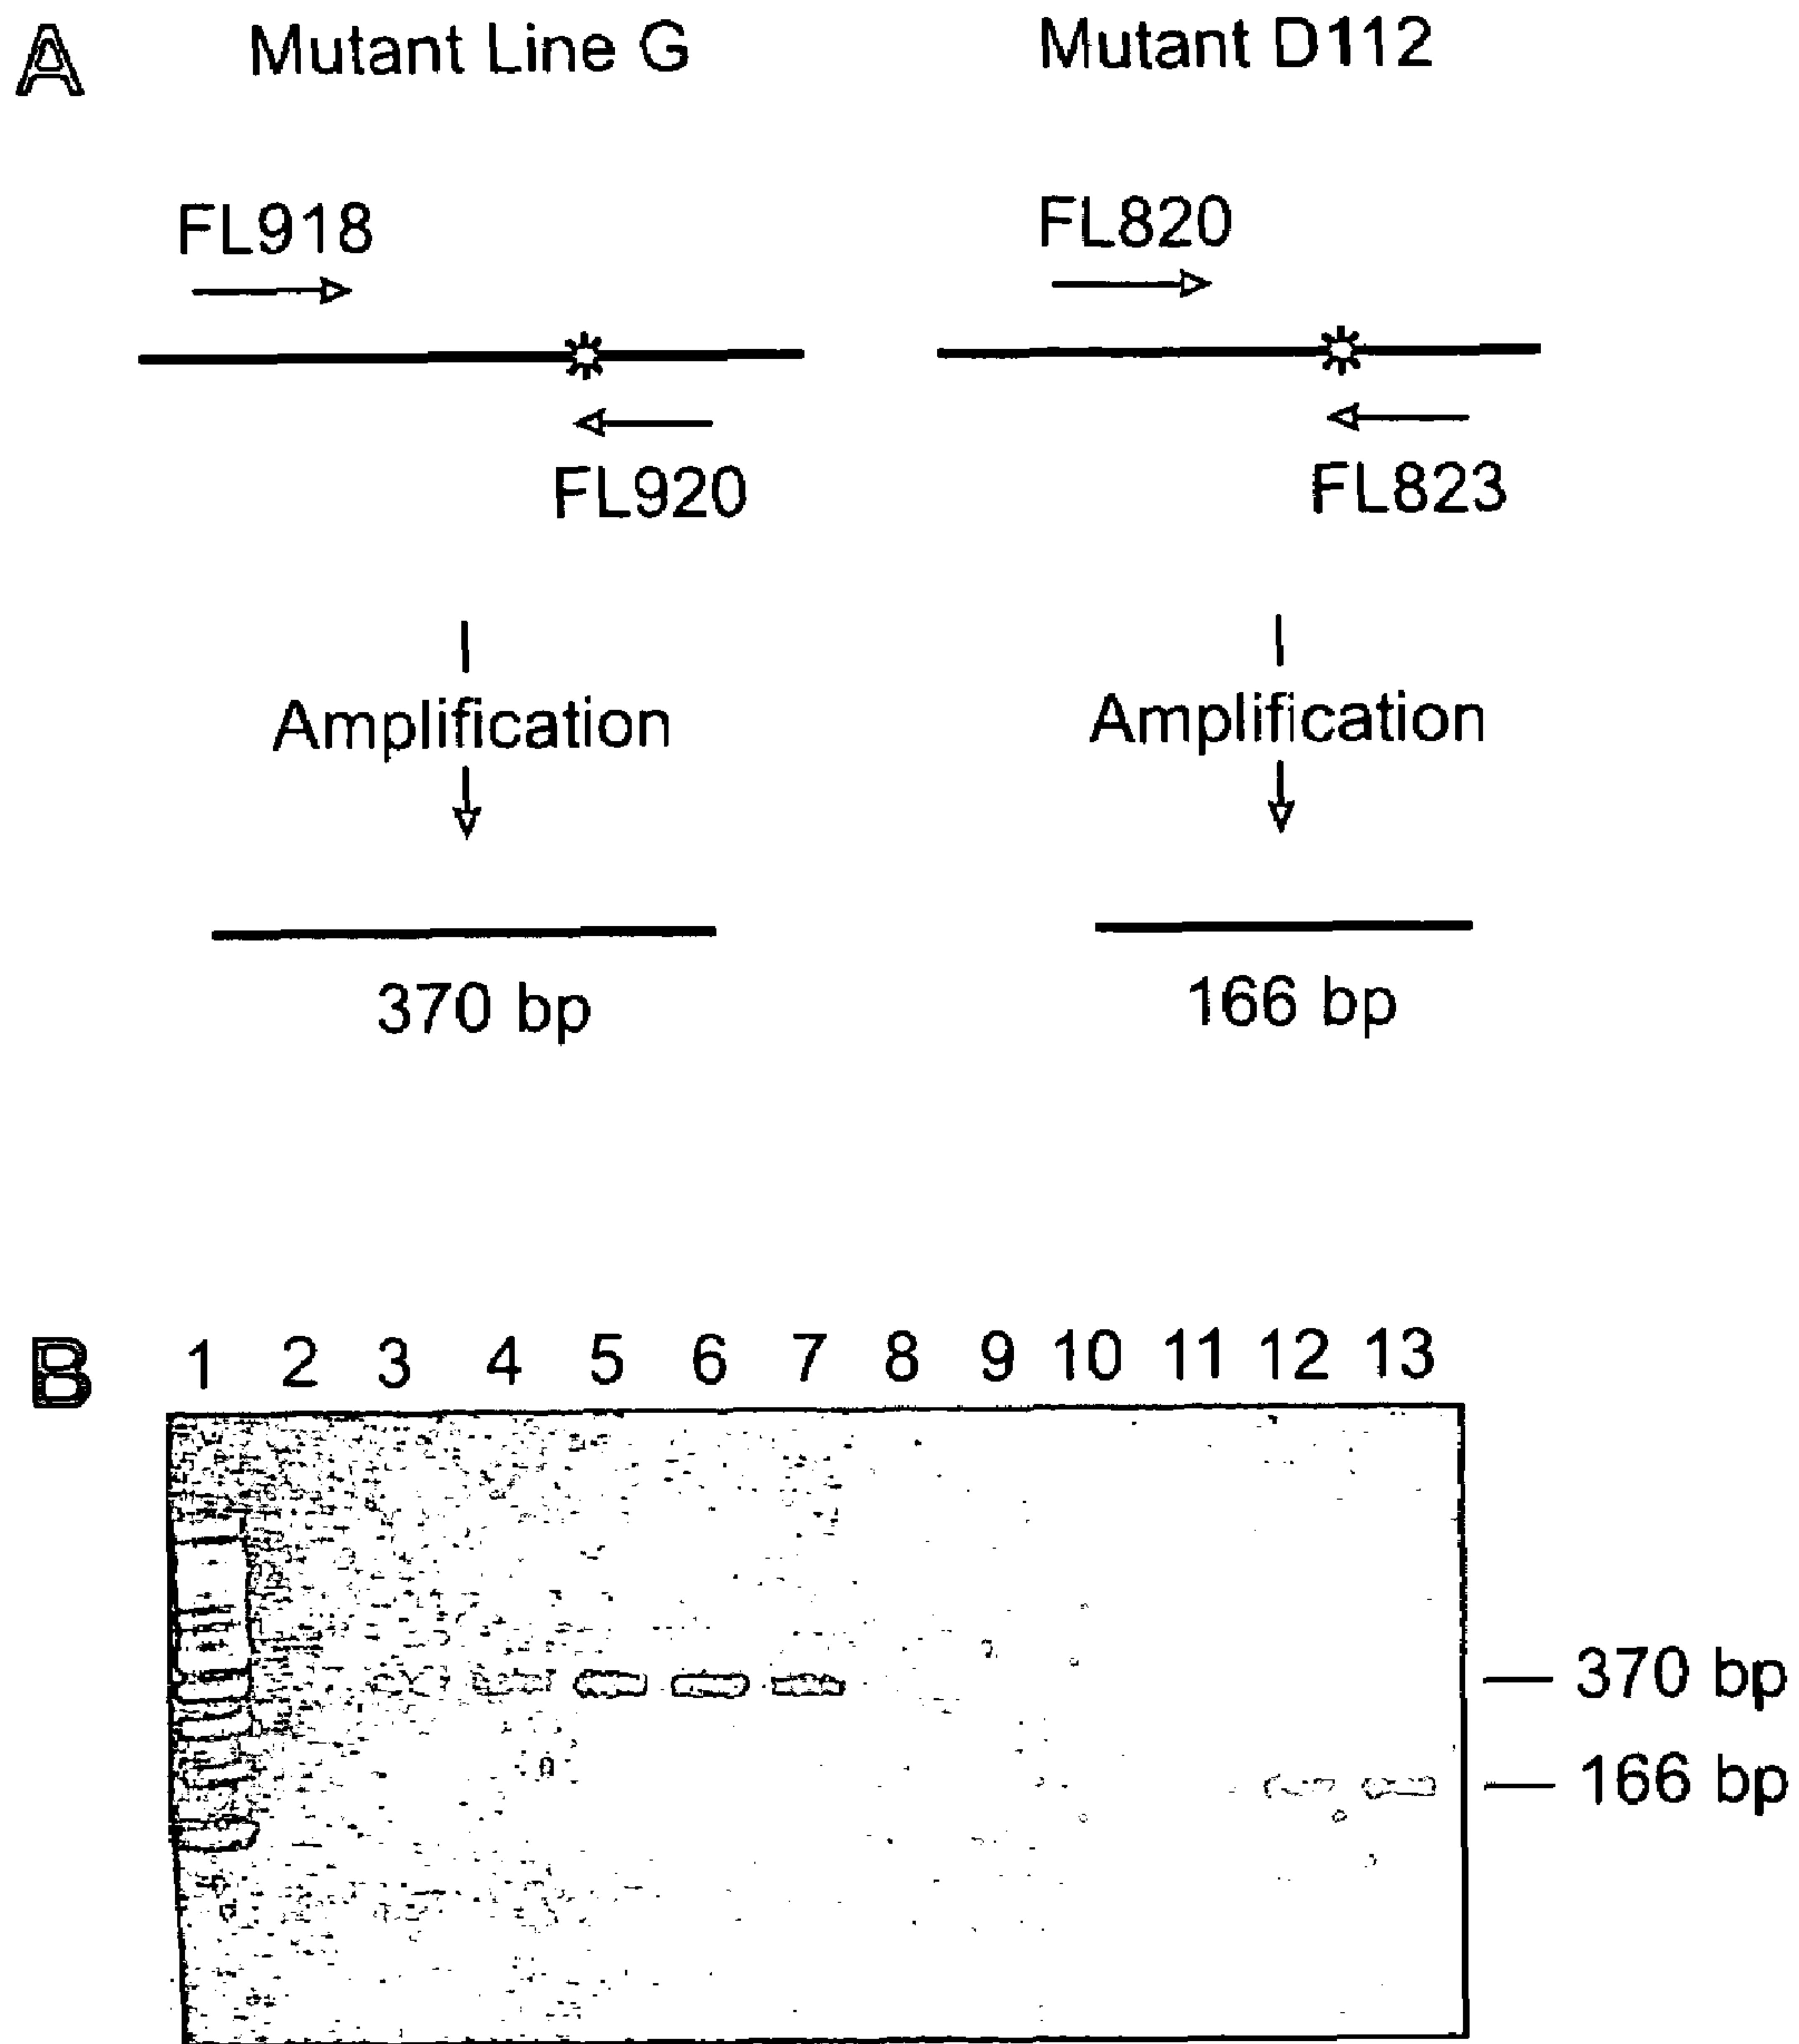 A Mutant Line G Mutant D112
FL918 FL820
FL920 FL823
Amplification Amplification
370 bp 166 bp
B 1 2 3 4 5 6 7 8 9 10 11 12 13
370 bp
166 bp